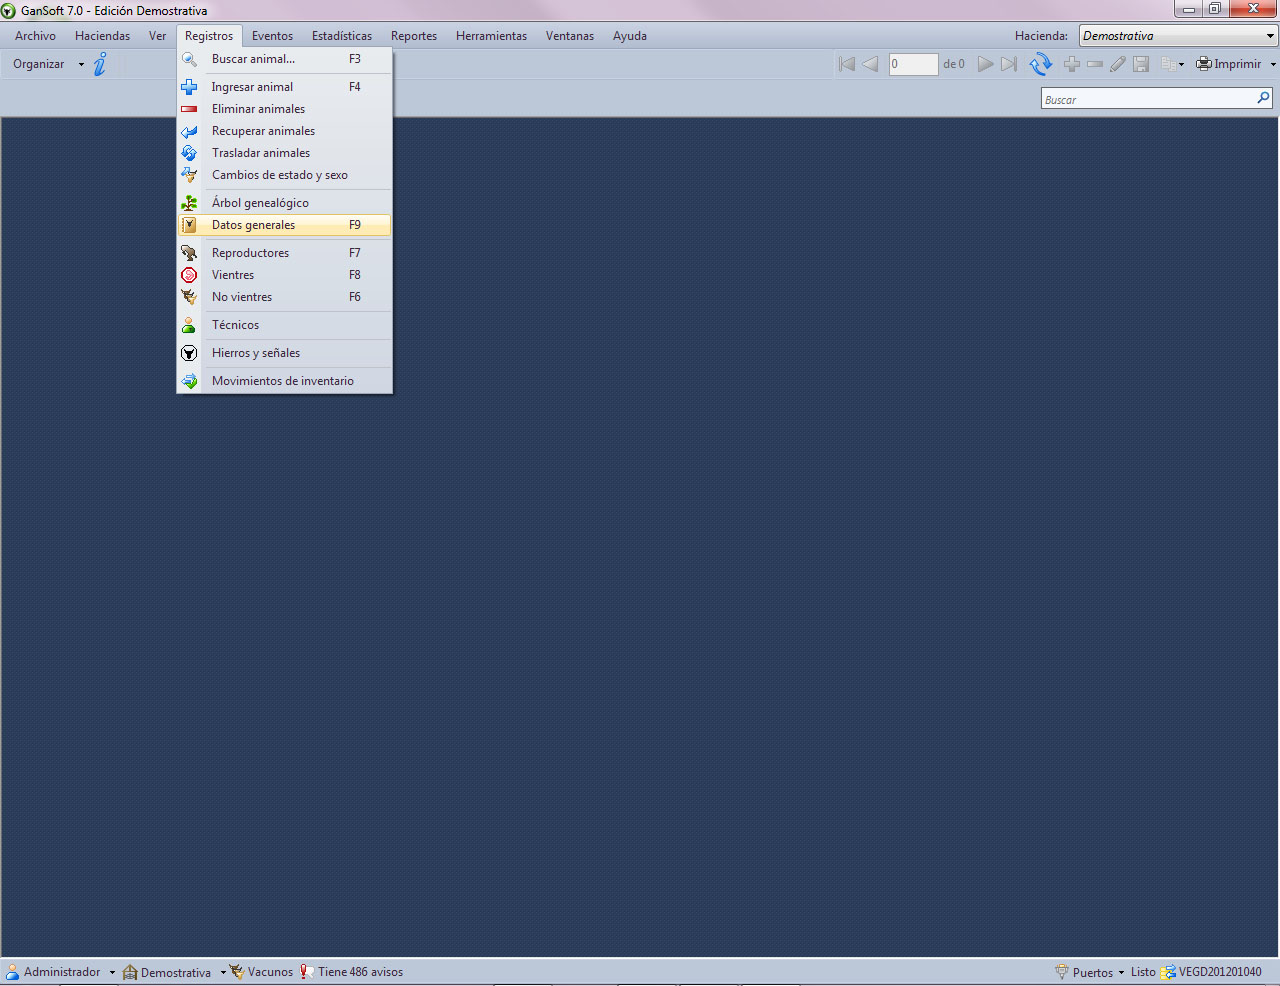 GanSoft 7.0 - Edición Demostrativa
Archivo Haciendas Ver Registros Eventos Estadísticas Reportes Herramientas Ventanas Ayuda Hacienda: Demostrativa
Organizar 0 de 0 Imprimir
Buscar
Buscar animal... F3
Ingresar animal F4
Eliminar animales
Recuperar animales
Trasladar animales
Cambios de estado y sexo
Árbol genealógico
Datos generales F9
Reproductores F7
Vientres F8
No vientres F6
Técnicos
Hierros y señales
Movimientos de inventario
Administrador Demostrativa Vacunos Tiene 486 avisos Puertos Listo VEGD201201040